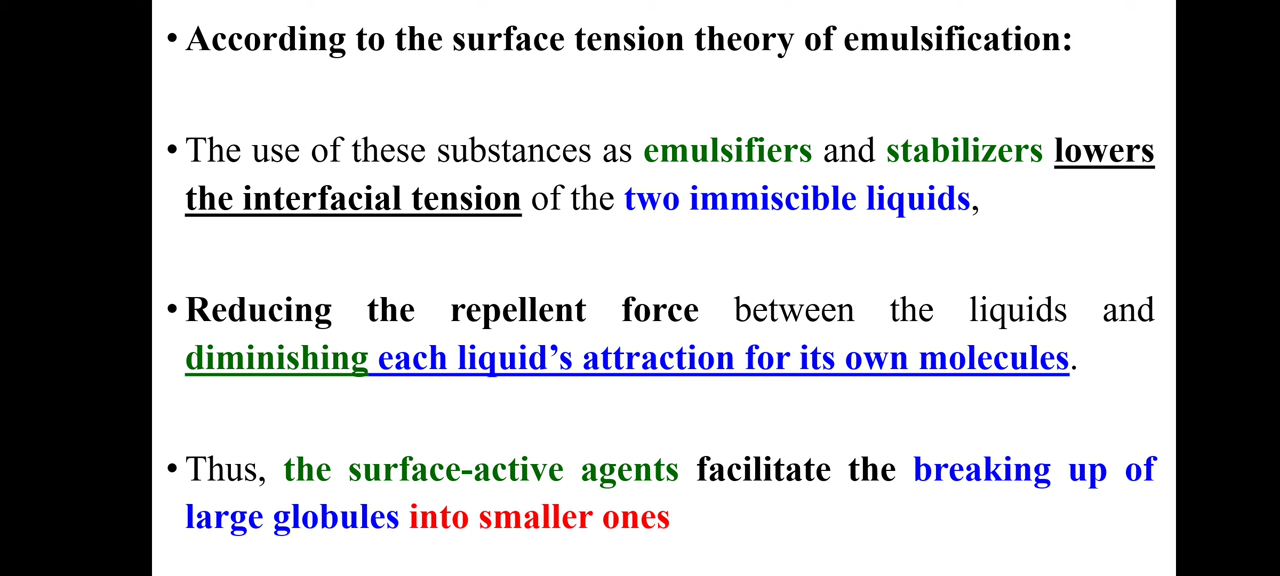 • According to the surface tension theory of emulsification:
• The use of these substances as emulsifiers and stabilizers lowers
the interfacial tension of the two immiscible liquids,
• Reducing the repellent force between the liquids and
diminishing each liquid’s attraction for its own molecules.
• Thus, the surface-active agents facilitate the breaking up of
large globules into smaller ones